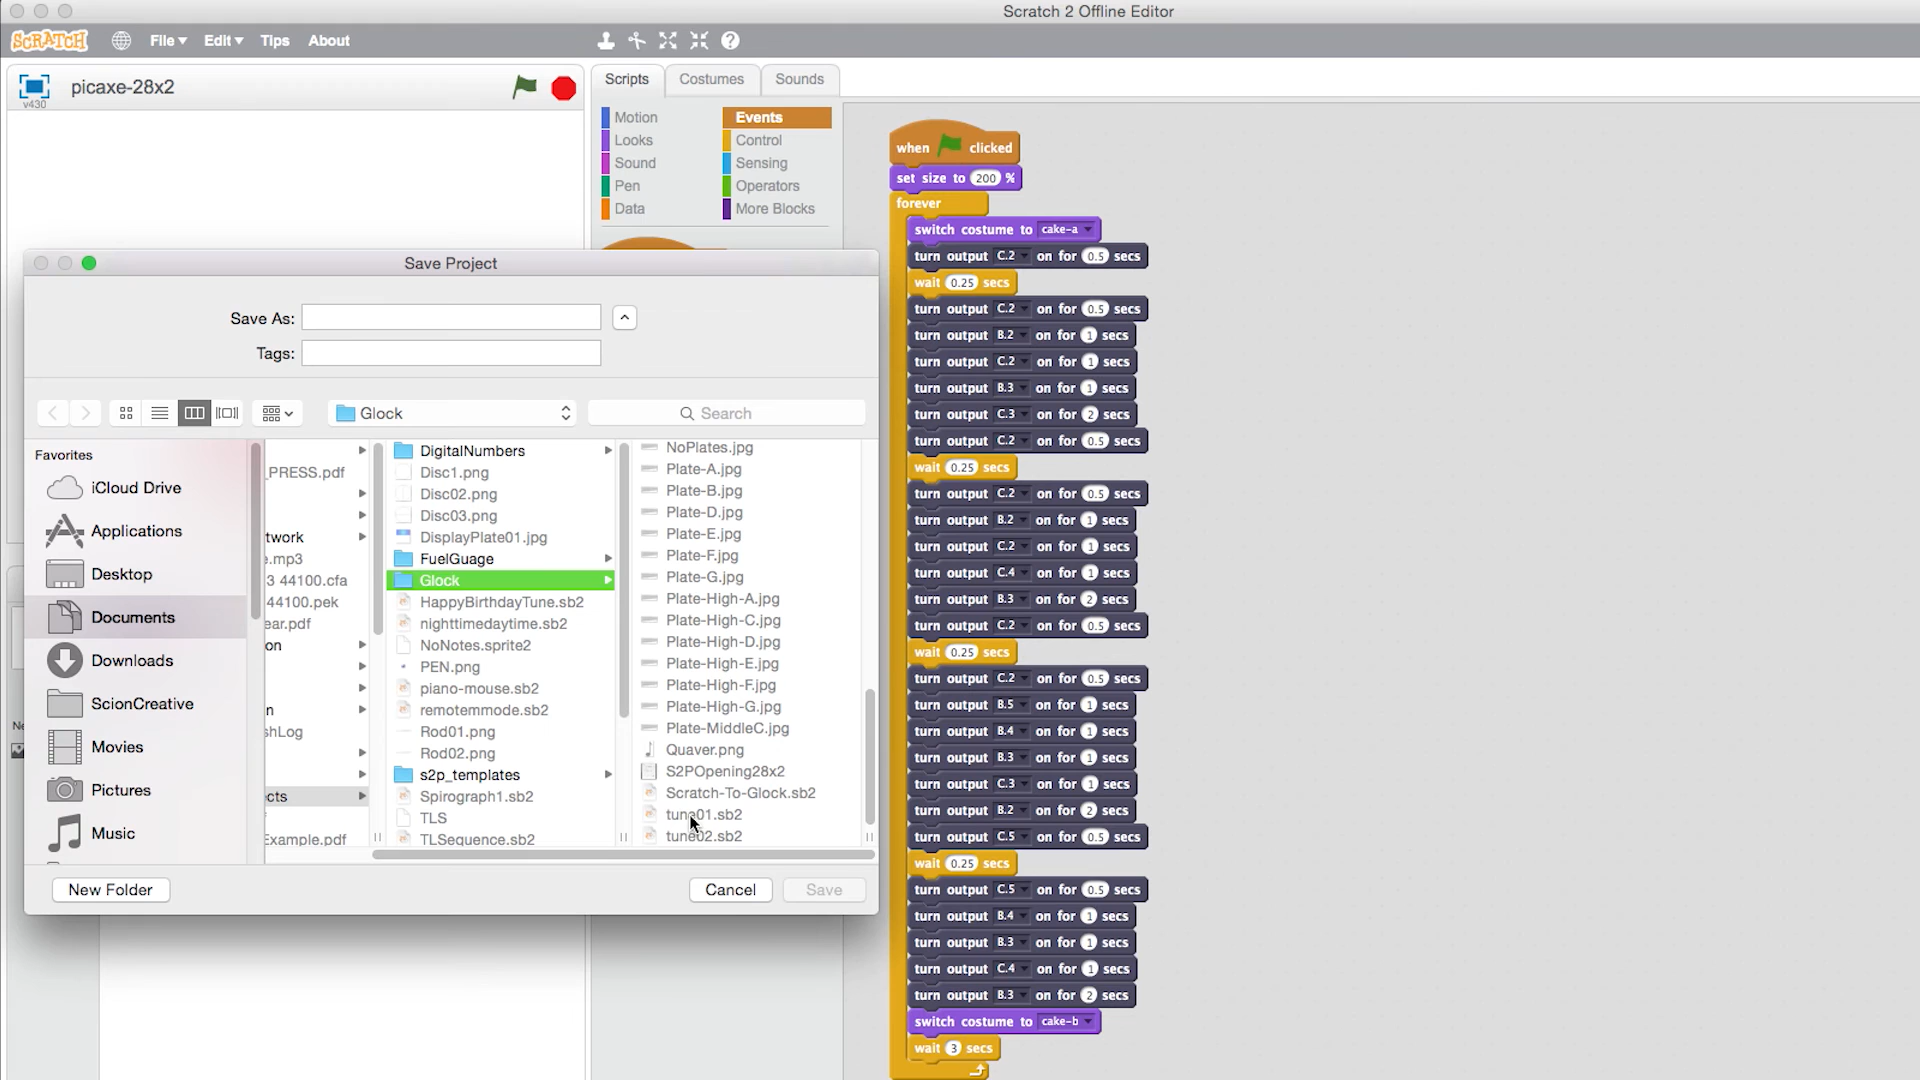 Scratch 2 Offline Editor
SCRATCH File Edit Tips About
v430 picaxe-28x2
Scripts Costumes Sounds
Motion Events
Looks Control
Sound Sensing
Pen Operators
Data More Blocks
Save Project
Save As:
Tags:
Glock
Search
Favorites
iCloud Drive
Applications
Desktop
Documents
Downloads
ScionCreative
Movies
Pictures
Music
_PRESS.pdf
twork
e.mp3
3 44100.cfa
44100.pek
ear.pdf
on
n
shLog
cts
Example.pdf
DigitalNumbers
Disc1.png
Disc02.png
Disc03.png
DisplayPlate01.jpg
FuelGuage
Glock
HappyBirthdayTune.sb2
nighttimedaytime.sb2
NoNotes.sprite2
PEN.png
piano-mouse.sb2
remotemmode.sb2
Rod01.png
Rod02.png
s2p_templates
Spirograph1.sb2
TLS
TLSequence.sb2
NoPlates.jpg
Plate-A.jpg
Plate-B.jpg
Plate-D.jpg
Plate-E.jpg
Plate-F.jpg
Plate-G.jpg
Plate-High-A.jpg
Plate-High-C.jpg
Plate-High-D.jpg
Plate-High-E.jpg
Plate-High-F.jpg
Plate-High-G.jpg
Plate-MiddleC.jpg
Quaver.png
S2POpening28x2
Scratch-To-Glock.sb2
tune01.sb2
tune02.sb2
New Folder
Cancel
Save
Ne
when clicked
set size to 200 %
forever
switch costume to cake-a
turn output C.2 on for 0.5 secs
wait 0.25 secs
turn output C.2 on for 0.5 secs
turn output B.2 on for 1 secs
turn output C.2 on for 1 secs
turn output B.3 on for 1 secs
turn output C.3 on for 2 secs
turn output C.2 on for 0.5 secs
wait 0.25 secs
turn output C.2 on for 0.5 secs
turn output B.2 on for 1 secs
turn output C.2 on for 1 secs
turn output C.4 on for 1 secs
turn output B.3 on for 2 secs
turn output C.2 on for 0.5 secs
wait 0.25 secs
turn output C.2 on for 0.5 secs
turn output B.5 on for 1 secs
turn output B.4 on for 1 secs
turn output B.3 on for 1 secs
turn output C.3 on for 1 secs
turn output B.2 on for 2 secs
turn output C.5 on for 0.5 secs
wait 0.25 secs
turn output C.5 on for 0.5 secs
turn output B.4 on for 1 secs
turn output B.3 on for 1 secs
turn output C.4 on for 1 secs
turn output B.3 on for 2 secs
switch costume to cake-b
wait 3 secs